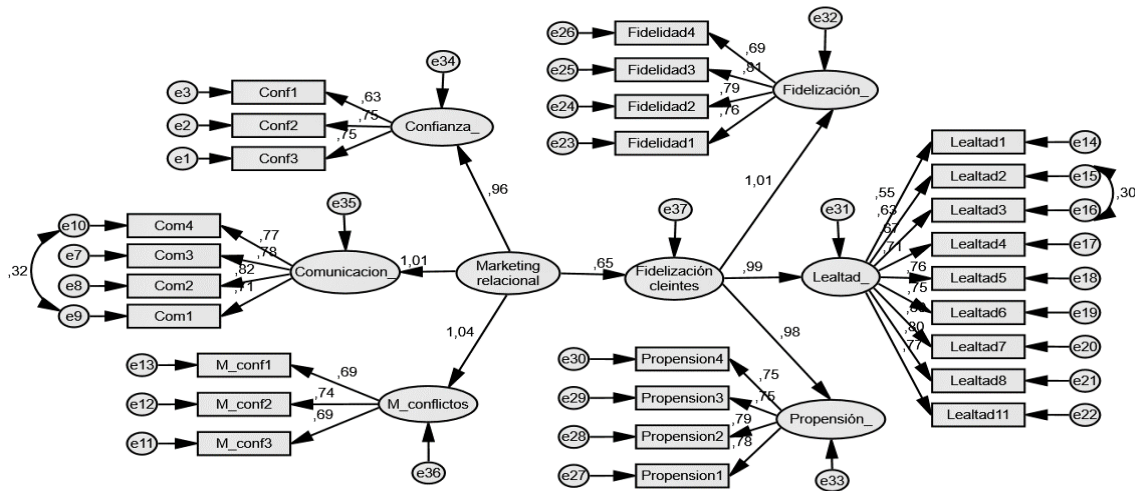 e3
Conf1
,63
e2
Conf2
,75
e1
Conf3
,75
e34
Confianza_
,96
e10
Com4
,77
e7
Com3
,78
e8
Com2
,82
e9
Com1
,71
,32
e35
Comunicacion_
1,01
Marketing
relacional
,65
1,04
e13
M_conf1
,69
e12
M_conf2
,74
e11
M_conf3
,69
M_conflictos
e36
e26
Fidelidad4
,69
e25
Fidelidad3
,81
e24
Fidelidad2
,79
e23
Fidelidad1
,76
e32
Fidelización_
1,01
e37
Fidelización
cleintes
,99
,98
e31
Lealtad_
Lealtad1
e14
,55
Lealtad2
e15
,63
Lealtad3
e16
,67
,30
Lealtad4
e17
,71
Lealtad5
e18
,76
Lealtad6
e19
,75
Lealtad7
e20
Lealtad8
e21
,80
Lealtad11
e22
,77
e30
Propension4
,75
e29
Propension3
,75
e28
Propension2
,79
e27
Propension1
,78
Propensión_
e33